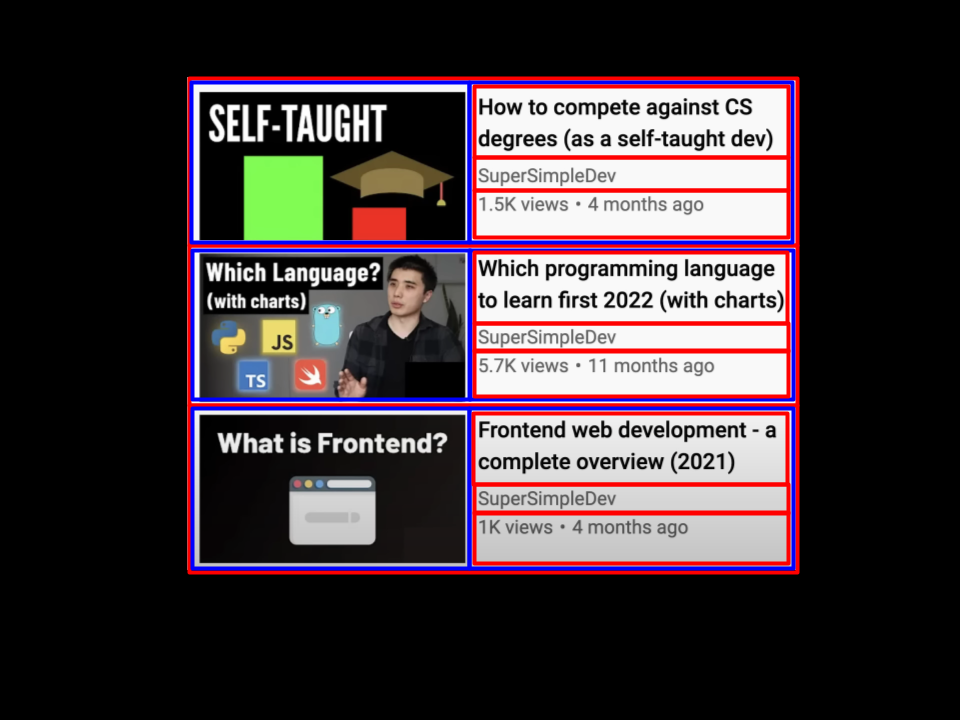 SELF-TAUGHT
How to compete against CS
degrees (as a self-taught dev)
SuperSimpleDev
1.5K views • 4 months ago
Which Language?
(with charts)
JS
TS
Which programming language
to learn first 2022 (with charts)
SuperSimpleDev
5.7K views • 11 months ago
What is Frontend?
Frontend web development - a
complete overview (2021)
SuperSimpleDev
1K views • 4 months ago